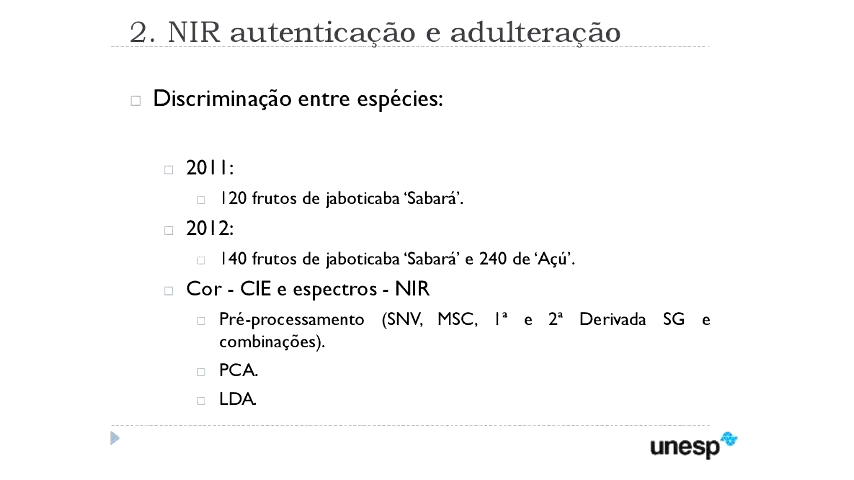 2. NIR autenticação e adulteração
Discriminação entre espécies:
2011:
120 frutos de jaboticaba ‘Sabará’.
2012:
140 frutos de jaboticaba ‘Sabará’ e 240 de ‘Açú’.
Cor - CIE e espectros - NIR
Pré-processamento (SNV, MSC, 1ª e 2ª Derivada SG e
combinações).
PCA.
LDA.
unesp